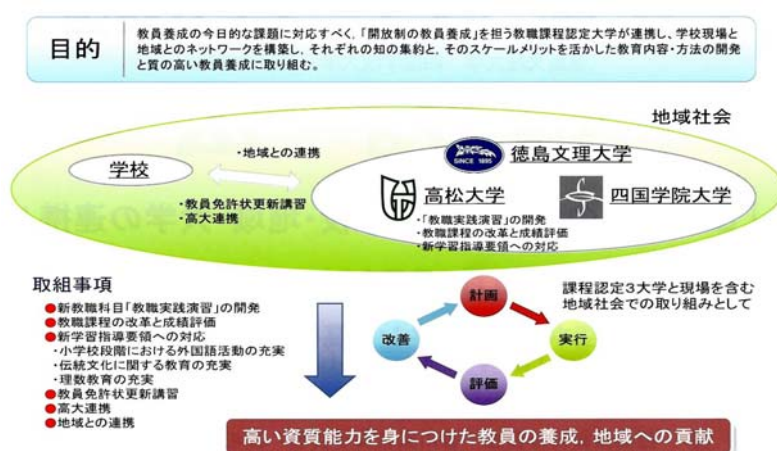 目的
教員養成の今日的な課題に対応すべく，「開放制の教員養成」を担う教職課程認定大学が連携し、学校現場と
地域とのネットワークを構築し，それぞれの知の集約と，そのスケールメリットを活かした教育内容・方法の開発
と質の高い教員養成に取り組む。
地域社会
学校
・地域との連携
・教員免許状更新講習
・高大連携
SINCE 1895
徳島文理大学
高松大学
四国学院大学
・「教職実践演習」の開発
・教職課程の改革と成績評価
・新学習指導要領への対応
取組事項
●新教職科目「教職実践演習」の開発
●教職課程の改革と成績評価
●新学習指導要領への対応
・小学校段階における外国語活動の充実
・伝統文化に関する教育の充実
・理数教育の充実
●教員免許状更新講習
●高大連携
●地域との連携
計画
実行
評価
改善
課程認定３大学と現場を含む
地域社会での取り組みとして
高い資質能力を身につけた教員の養成，地域への貢献